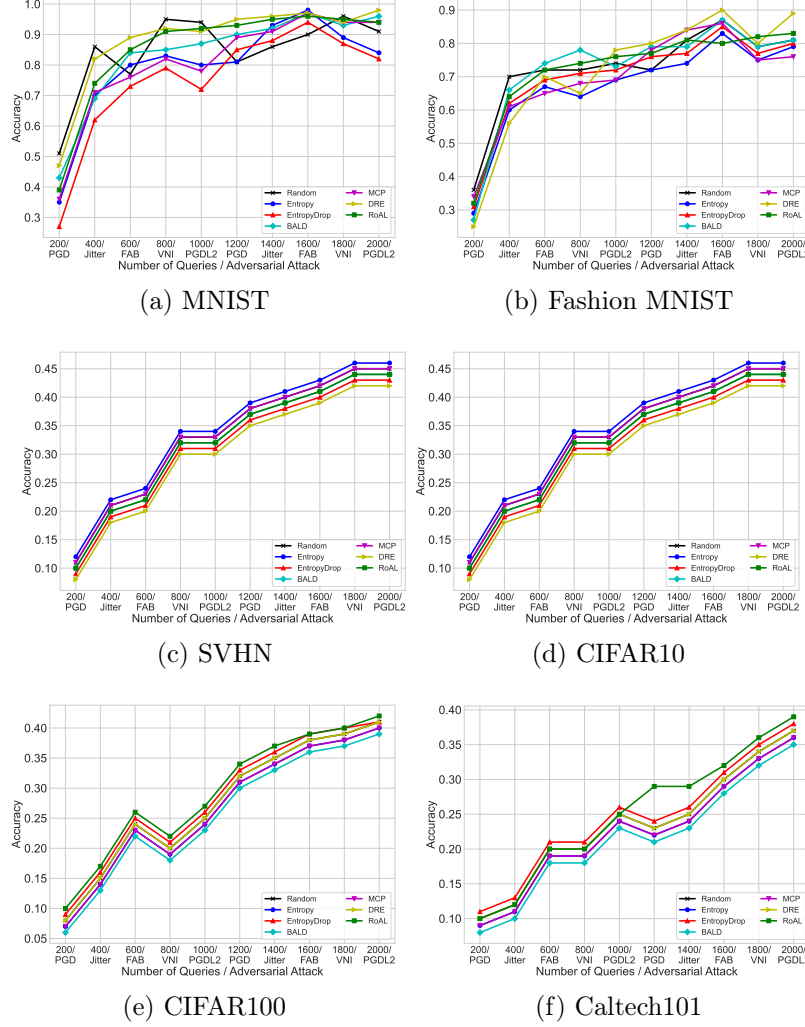 1.0
0.9
0.8
0.7
0.6
0.5
0.4
0.3
Accuracy
Random
Entropy
EntropyDrop
BALD
MCP
DRE
RoAL
200/ 400/ 600/ 800/ 1000/ 1200/ 1400/ 1600/ 1800/ 2000/
PGD Jitter FAB VNI PGDL2 PGD Jitter FAB VNI PGDL2
Number of Queries / Adversarial Attack
(a) MNIST
0.9
0.8
0.7
0.6
0.5
0.4
0.3
Accuracy
Random
Entropy
EntropyDrop
BALD
MCP
DRE
RoAL
200/ 400/ 600/ 800/ 1000/ 1200/ 1400/ 1600/ 1800/ 2000/
PGD Jitter FAB VNI PGDL2 PGD Jitter FAB VNI PGDL2
Number of Queries / Adversarial Attack
(b) Fashion MNIST
0.45
0.40
0.35
0.30
0.25
0.20
0.15
0.10
Accuracy
Random
Entropy
EntropyDrop
BALD
MCP
DRE
RoAL
200/ 400/ 600/ 800/ 1000/ 1200/ 1400/ 1600/ 1800/ 2000/
PGD Jitter FAB VNI PGDL2 PGD Jitter FAB VNI PGDL2
Number of Queries / Adversarial Attack
(c) SVHN
0.45
0.40
0.35
0.30
0.25
0.20
0.15
0.10
Accuracy
Random
Entropy
EntropyDrop
BALD
MCP
DRE
RoAL
200/ 400/ 600/ 800/ 1000/ 1200/ 1400/ 1600/ 1800/ 2000/
PGD Jitter FAB VNI PGDL2 PGD Jitter FAB VNI PGDL2
Number of Queries / Adversarial Attack
(d) CIFAR10
0.40
0.35
0.30
0.25
0.20
0.15
0.10
0.05
Accuracy
Random
Entropy
EntropyDrop
BALD
MCP
DRE
RoAL
200/ 400/ 600/ 800/ 1000/ 1200/ 1400/ 1600/ 1800/ 2000/
PGD Jitter FAB VNI PGDL2 PGD Jitter FAB VNI PGDL2
Number of Queries / Adversarial Attack
(e) CIFAR100
0.40
0.35
0.30
0.25
0.20
0.15
0.10
Accuracy
Random
Entropy
EntropyDrop
BALD
MCP
DRE
RoAL
200/ 400/ 600/ 800/ 1000/ 1200/ 1400/ 1600/ 1800/ 2000/
PGD Jitter FAB VNI PGDL2 PGD Jitter FAB VNI PGDL2
Number of Queries / Adversarial Attack
(f) Caltech101